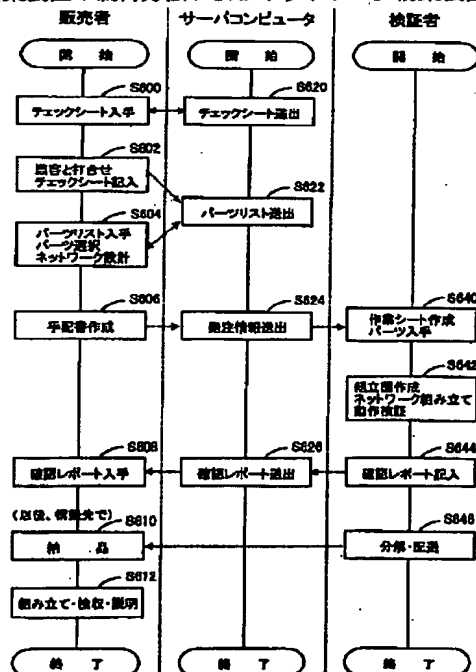 販売者 サーバコンピュータ 検証者
開 始 開 始 開 始
S600 S620
チェックシート入手 チェックシート送出
S602
顧客と打合せ
チェックシート記入
S622
パーツリスト送出
S604
パーツリスト入手
パーツ選択
ネットワーク設計
S606 S624 S640
手配書作成 発注情報送出
作業シート作成
パーツ入手
S642
組立図作成
ネットワーク組み立て
動作検証
S608 S626 S644
確認レポート入手 確認レポート送出 確認レポート記入
(以後、構築先で)
S610 S646
納 品 分解・配送
S612
組み立て・検収・説明
終 了 終 了 終 了